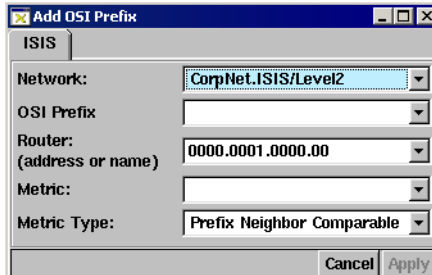 Add OSI Prefix
ISIS
Network: CorpNet.ISIS/Level2
OSI Prefix
Router:
(address or name) 0000.0001.0000.00
Metric:
Metric Type: Prefix Neighbor Comparable
Cancel Apply